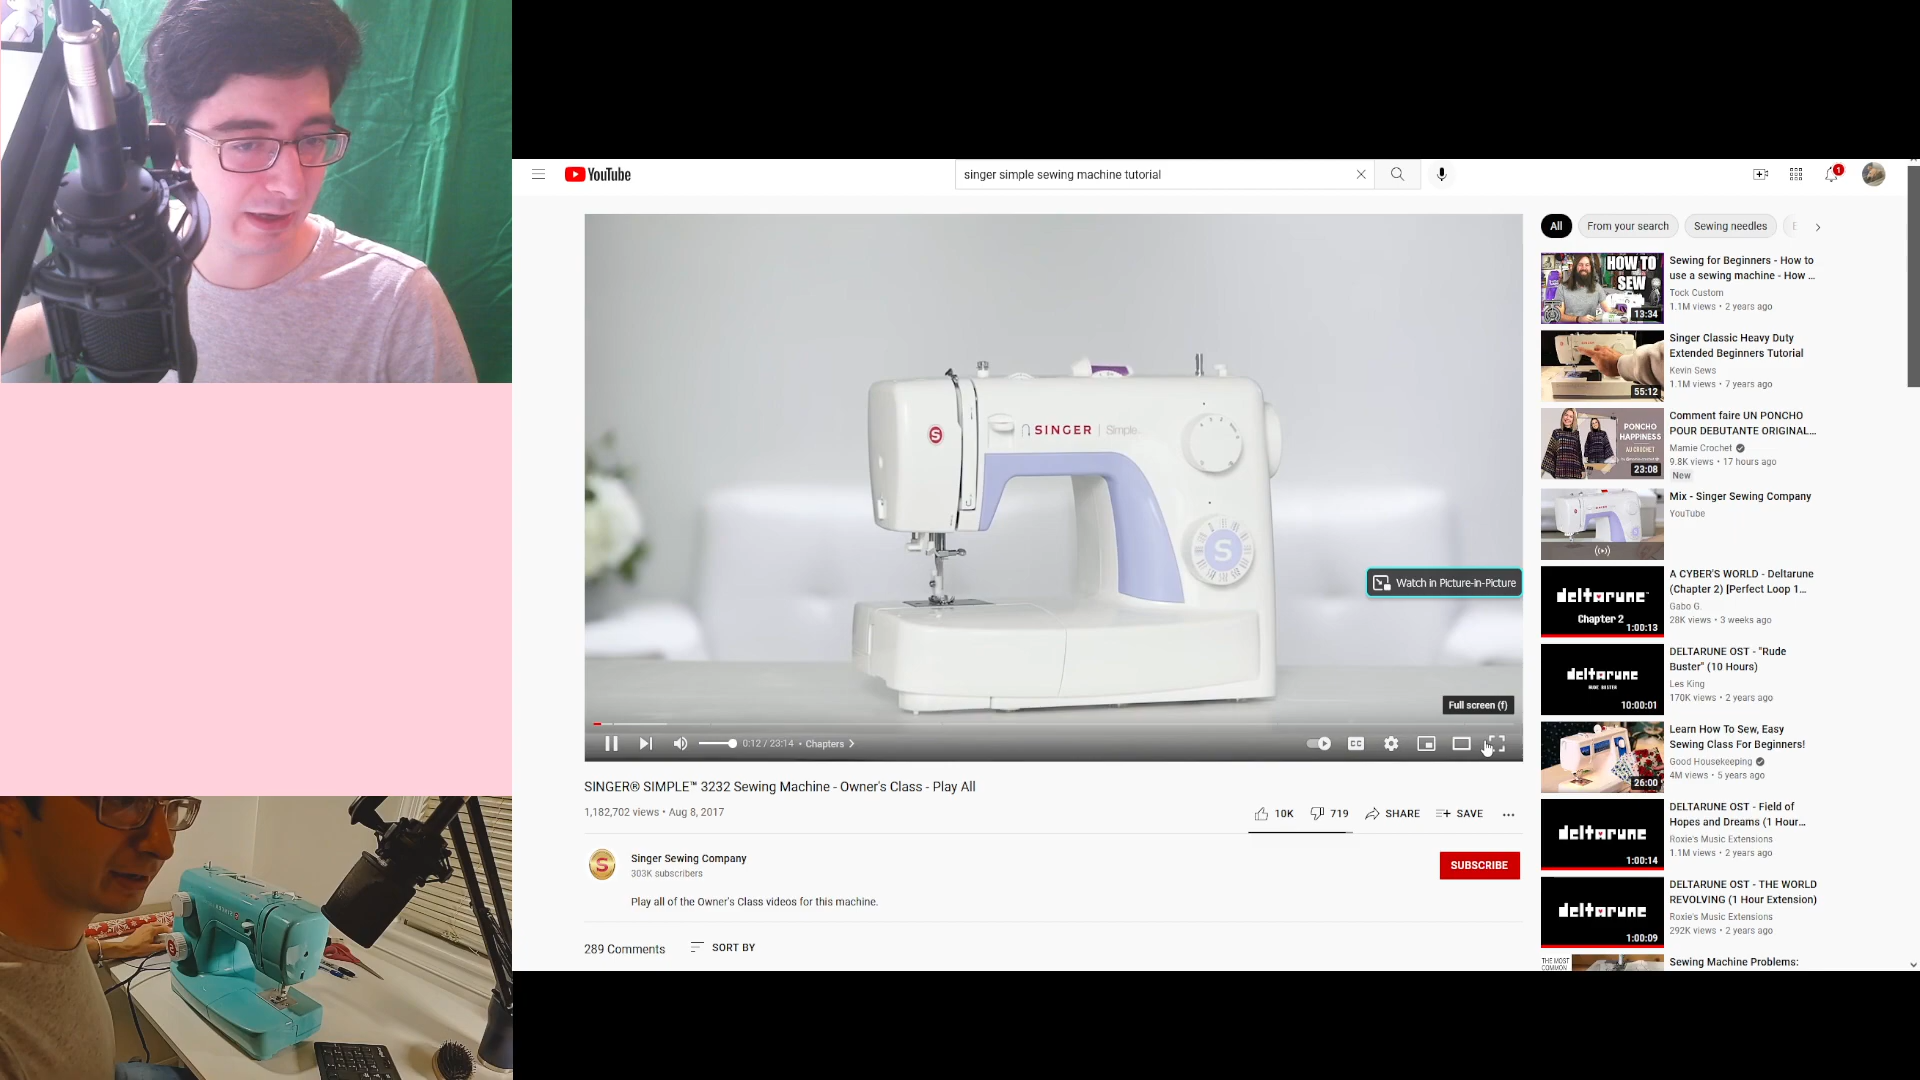 YouTube
singer simple sewing machine tutorial
1
S
SINGER | Simple
S
Watch in Picture-in-Picture
Full screen (f)
0:12 / 23:14 • Chapters
CC
SINGER® SIMPLE™ 3232 Sewing Machine - Owner's Class - Play All
1,182,702 views • Aug 8, 2017
10K
719
SHARE
SAVE
S
Singer Sewing Company
303K subscribers
SUBSCRIBE
Play all of the Owner's Class videos for this machine.
289 Comments
SORT BY
All
From your search
Sewing needles
HOW TO
SEW
13:34
Sewing for Beginners - How to
use a sewing machine - How ...
Tock Custom
1.1M views • 2 years ago
55:12
Singer Classic Heavy Duty
Extended Beginners Tutorial
Kevin Sews
1.1M views • 7 years ago
PONCHO
HAPPINESS
AU CROCHET
23:08
Comment faire UN PONCHO
POUR DEBUTANTE ORIGINAL...
Mamie Crochet
9.8K views • 17 hours ago
New
Mix - Singer Sewing Company
YouTube
deltarune
Chapter 2
1:00:13
A CYBER'S WORLD - Deltarune
(Chapter 2) [Perfect Loop 1...
Gabo G.
28K views • 3 weeks ago
deltarune
RUDE BUSTER
10:00:01
DELTARUNE OST - "Rude
Buster" (10 Hours)
Les King
170K views • 2 years ago
26:00
Learn How To Sew, Easy
Sewing Class For Beginners!
Good Housekeeping
4M views • 5 years ago
deltarune
1:00:14
DELTARUNE OST - Field of
Hopes and Dreams (1 Hour...
Roxie's Music Extensions
1.1M views • 2 years ago
deltarune
1:00:09
DELTARUNE OST - THE WORLD
REVOLVING (1 Hour Extension)
Roxie's Music Extensions
292K views • 2 years ago
THE MOST
COMMON
Sewing Machine Problems: